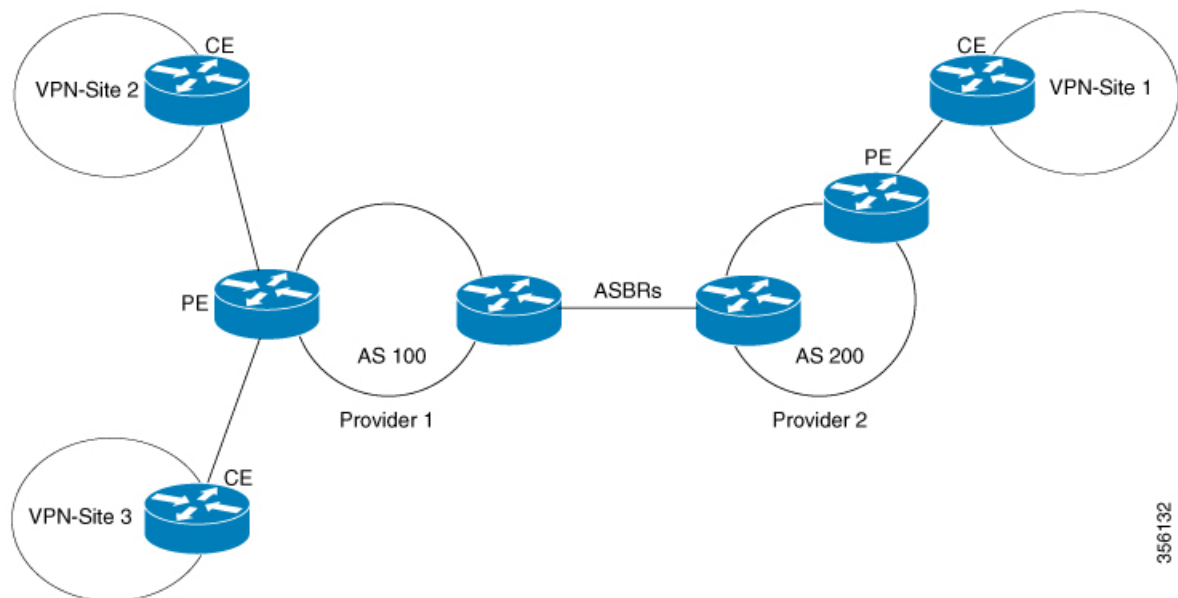 CE
VPN-Site 2
CE
VPN-Site 1
PE
PE
ASBRs
AS 100
AS 200
Provider 1
Provider 2
CE
VPN-Site 3
356132